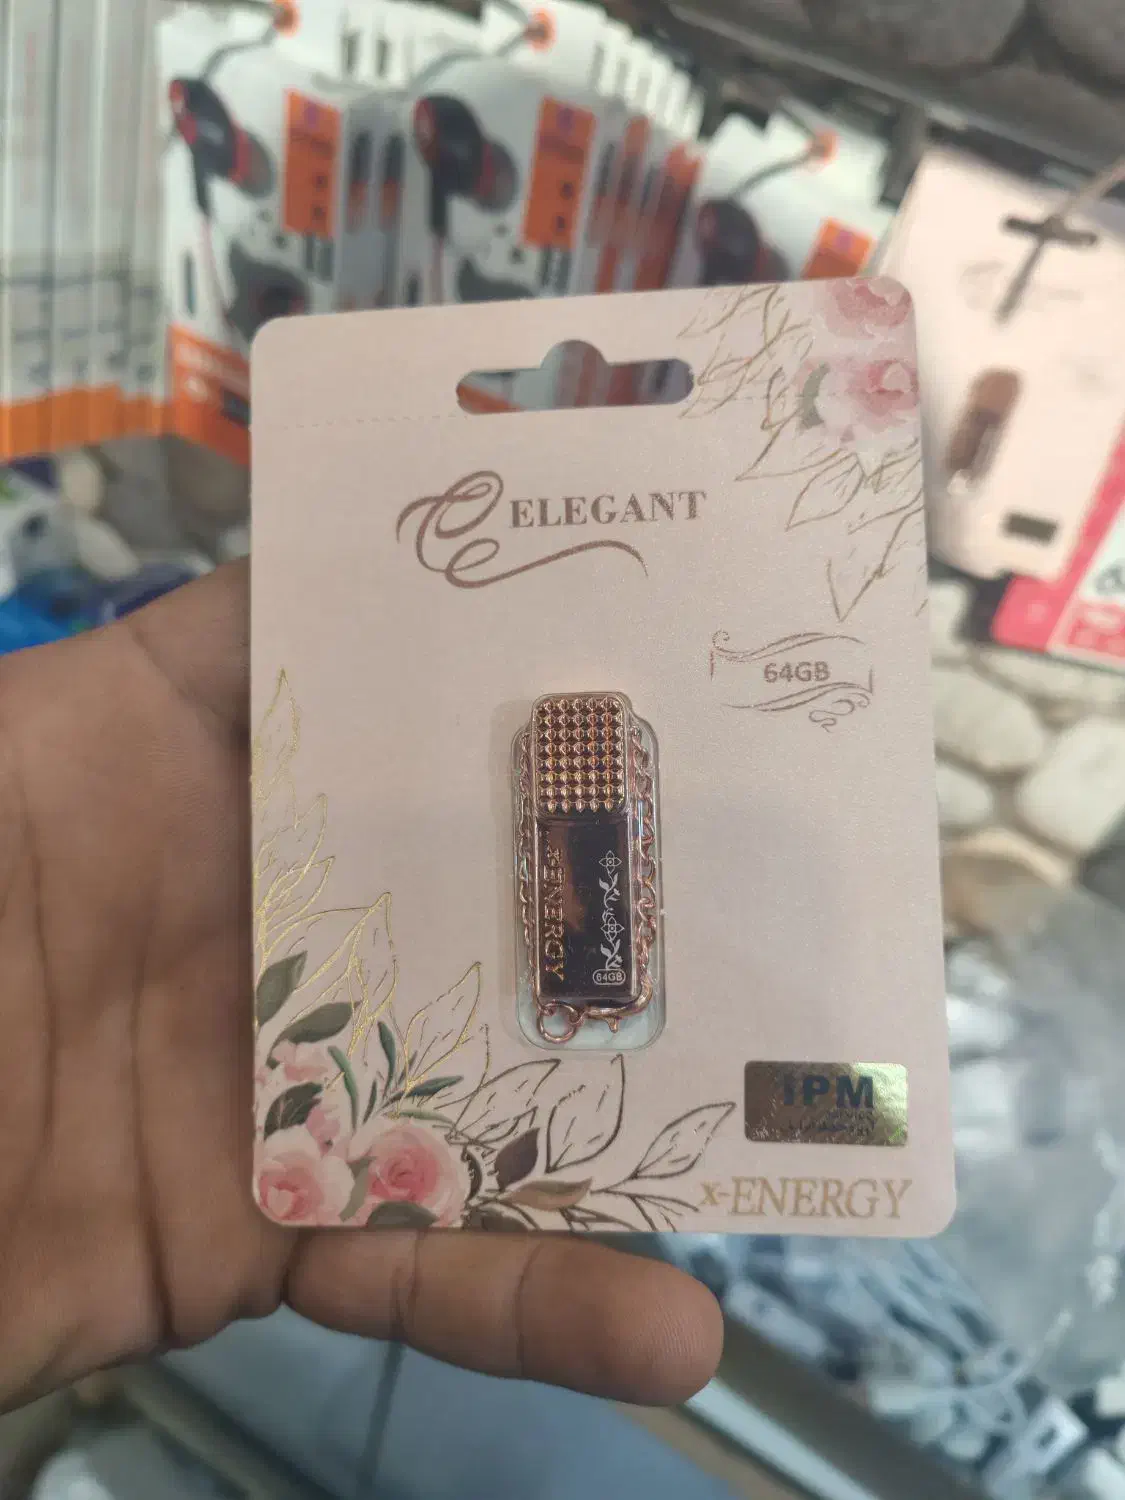 ELEGANT
64GB
X-ENERGY
64GB
IPM
x-ENERGY